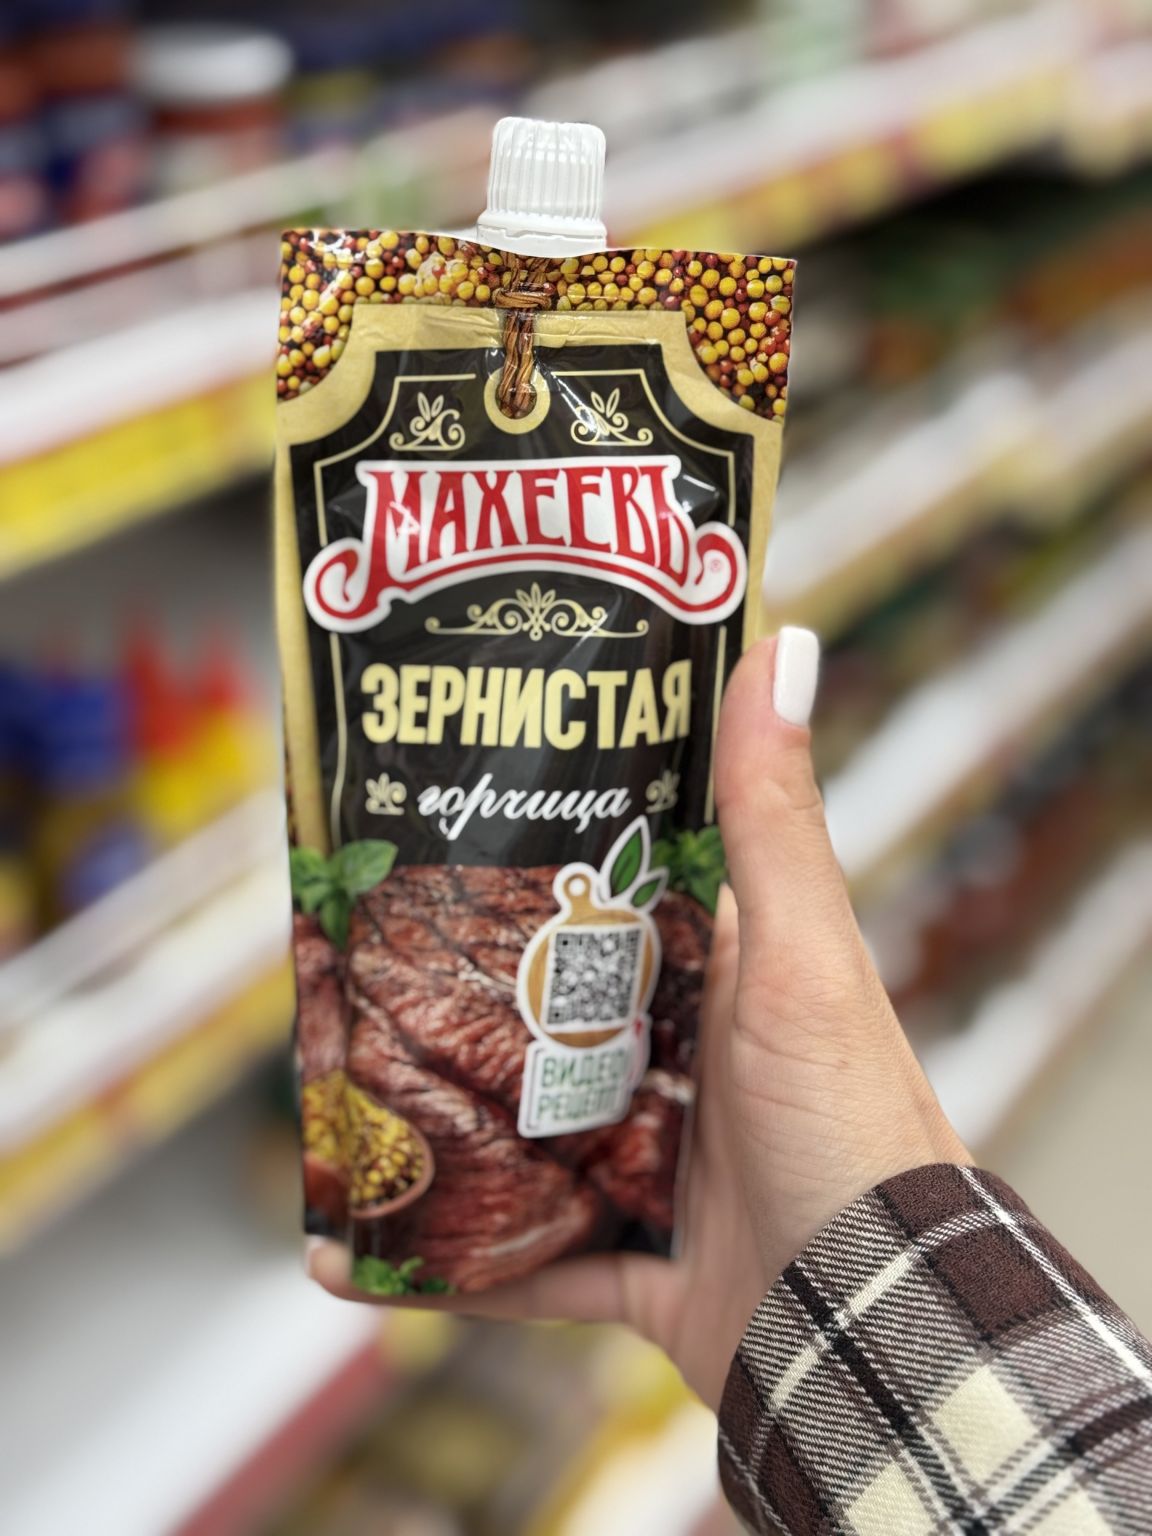 МАХЕЕВЪ
®
ЗЕРНИСТАЯ
горчица
ВИДЕО
РЕЦЕПТ